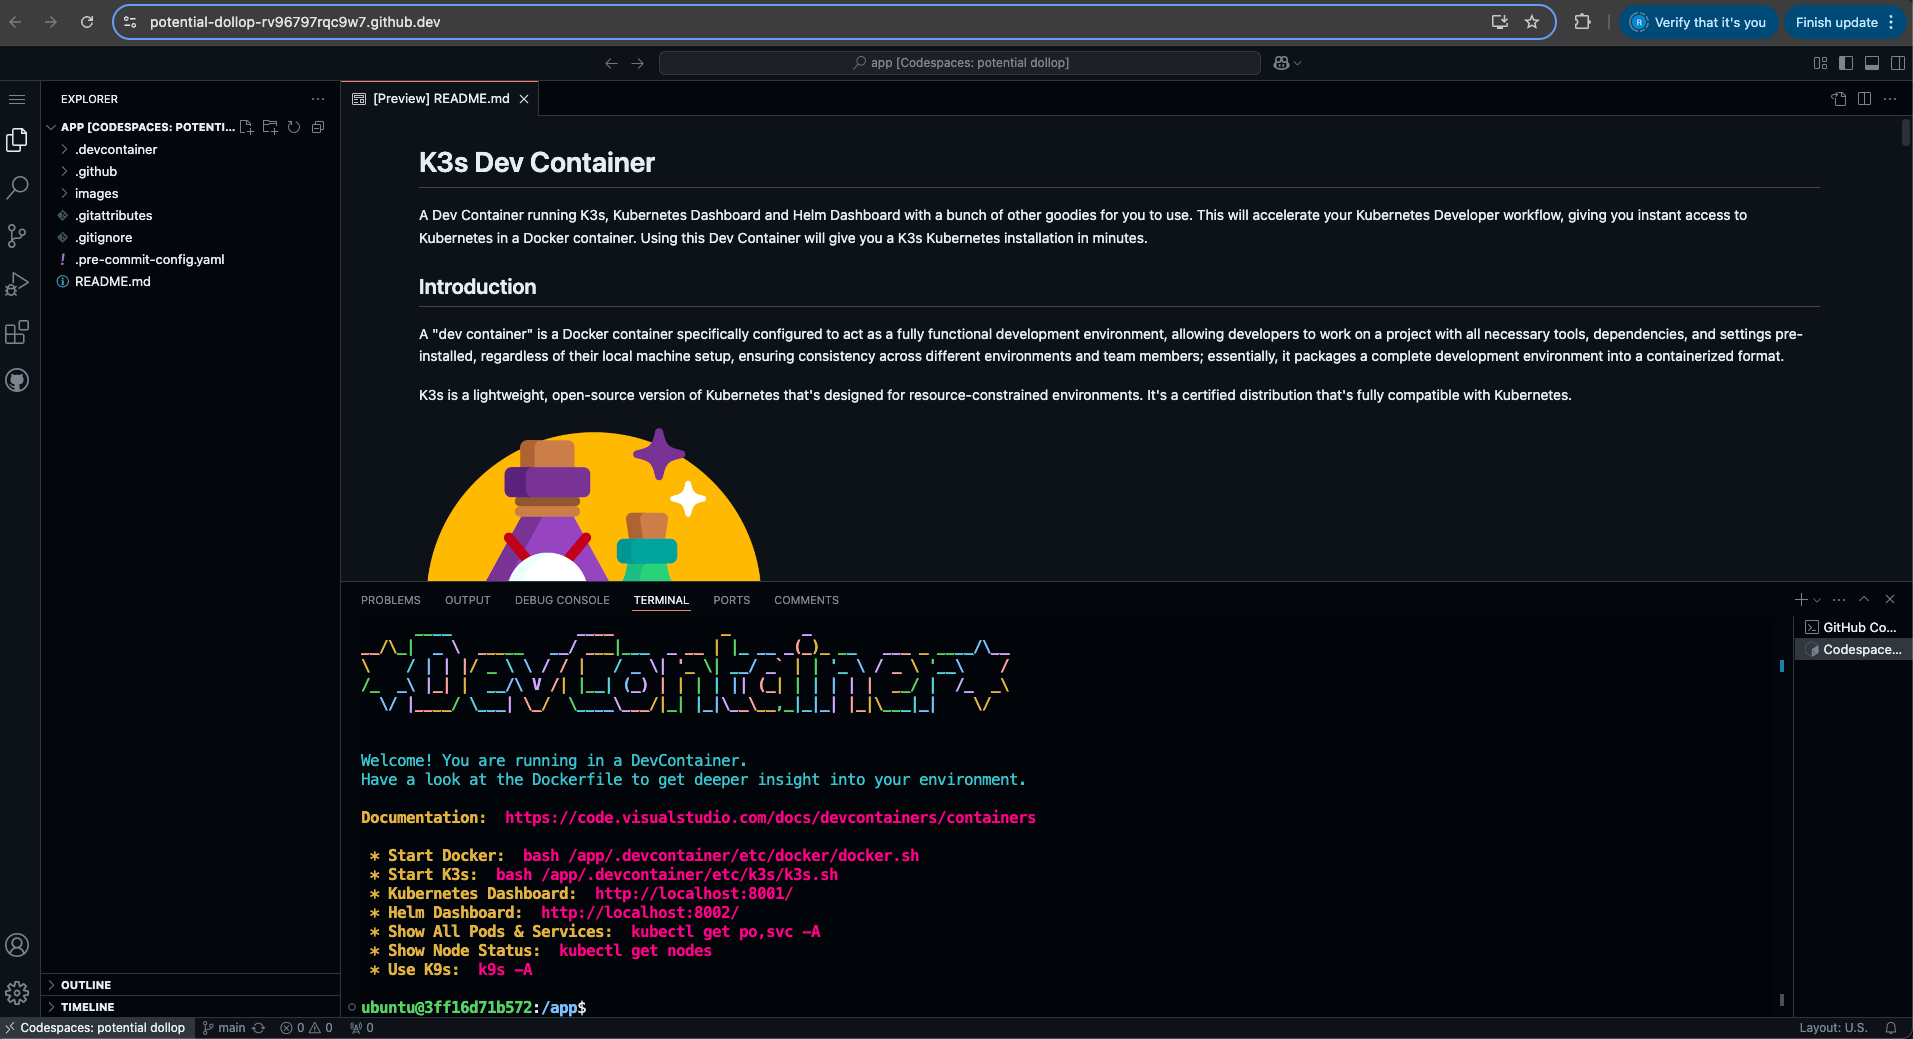 potential-dollop-rv96797rqc9w7.github.dev
Verify that it's you
Finish update
app [Codespaces: potential dollop]
EXPLORER
[Preview] README.md
APP [CODESPACES: POTENTI...
.devcontainer
.github
images
.gitattributes
.gitignore
.pre-commit-config.yaml
README.md
K3s Dev Container
A Dev Container running K3s, Kubernetes Dashboard and Helm Dashboard with a bunch of other goodies for you to use. This will accelerate your Kubernetes Developer workflow, giving you instant access to
Kubernetes in a Docker container. Using this Dev Container will give you a K3s Kubernetes installation in minutes.
Introduction
A "dev container" is a Docker container specifically configured to act as a fully functional development environment, allowing developers to work on a project with all necessary tools, dependencies, and settings pre-
installed, regardless of their local machine setup, ensuring consistency across different environments and team members; essentially, it packages a complete development environment into a containerized format.
K3s is a lightweight, open-source version of Kubernetes that's designed for resource-constrained environments. It's a certified distribution that's fully compatible with Kubernetes.
PROBLEMS OUTPUT DEBUG CONSOLE TERMINAL PORTS COMMENTS
GitHub Co...
Codespace...
DevContainer
Welcome! You are running in a DevContainer.
Have a look at the Dockerfile to get deeper insight into your environment.
Documentation: https://code.visualstudio.com/docs/devcontainers/containers
* Start Docker: bash /app/.devcontainer/etc/docker/docker.sh
* Start K3s: bash /app/.devcontainer/etc/k3s/k3s.sh
* Kubernetes Dashboard: http://localhost:8001/
* Helm Dashboard: http://localhost:8002/
* Show All Pods & Services: kubectl get po,svc -A
* Show Node Status: kubectl get nodes
* Use K9s: k9s -A
ubuntu@3ff16d71b572:/app$
OUTLINE
TIMELINE
Codespaces: potential dollop main 0 0 0 Layout: U.S.